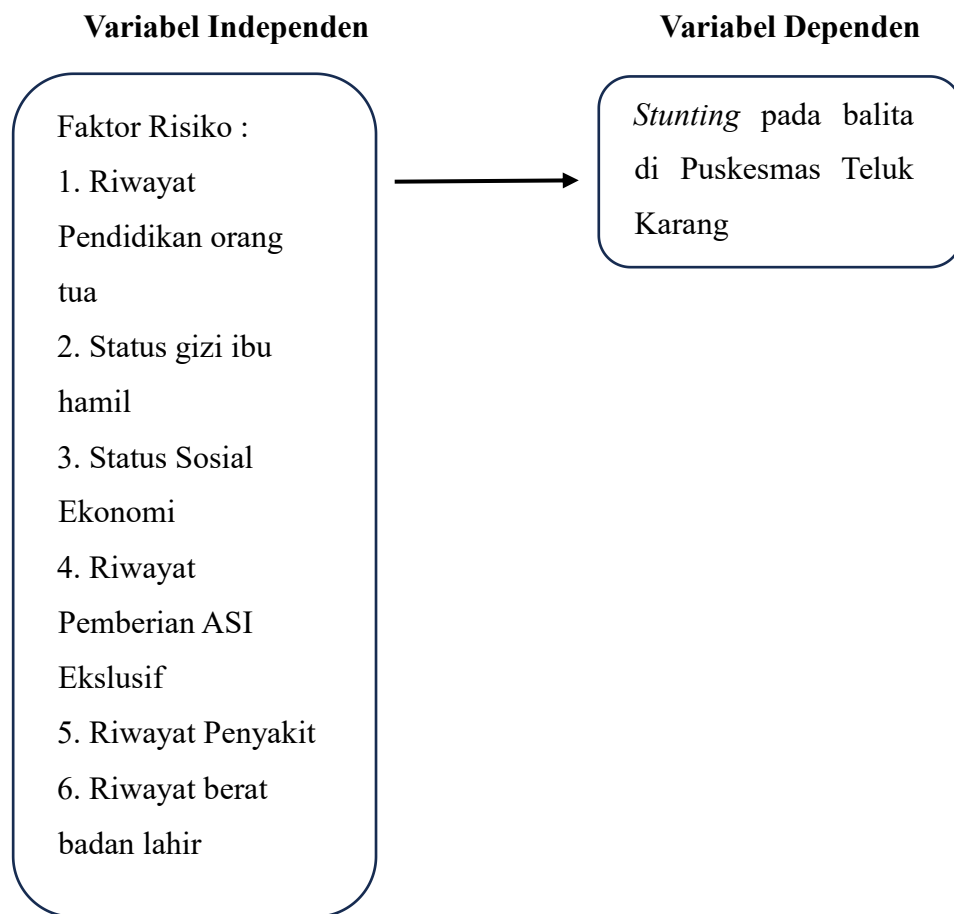 Variabel Independen
Variabel Dependen
Faktor Risiko :
1. Riwayat
Pendidikan orang
tua
2. Status gizi ibu
hamil
3. Status Sosial
Ekonomi
4. Riwayat
Pemberian ASI
Ekslusif
5. Riwayat Penyakit
6. Riwayat berat
badan lahir
Stunting pada balita
di Puskesmas Teluk
Karang